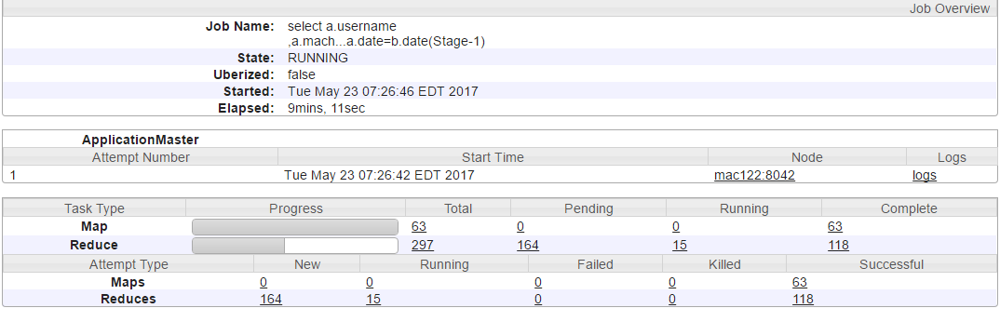 Job Overview
Job Name: select a.username
,a.mach...a.date=b.date(Stage-1)
State: RUNNING
Uberized: false
Started: Tue May 23 07:26:46 EDT 2017
Elapsed: 9mins, 11sec
ApplicationMaster
Attempt Number Start Time Node Logs
1 Tue May 23 07:26:42 EDT 2017 mac122:8042 logs
Task Type Progress Total Pending Running Complete
Map 63 0 0 63
Reduce 297 164 15 118
Attempt Type New Running Failed Killed Successful
Maps 0 0 0 0 63
Reduces 164 15 0 0 118